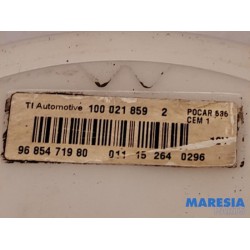 TI Automotive 100 021 859 2
POCAR 535
CEM 1
96 854 719 80 011 15 264 0296
MARESIA